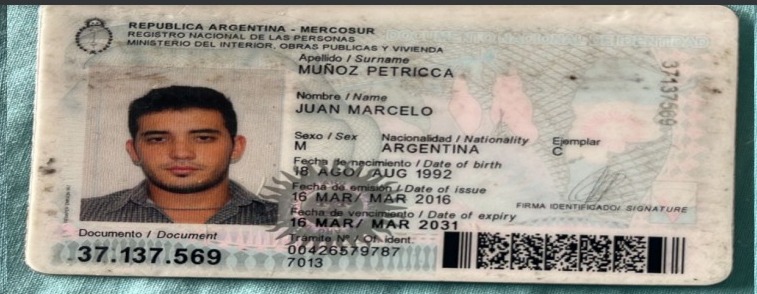 REPUBLICA ARGENTINA - MERCOSUR
REGISTRO NACIONAL DE LAS PERSONAS
MINISTERIO DEL INTERIOR, OBRAS PUBLICAS Y VIVIENDA
Apellido / Surname
MUÑOZ PETRICCA
Nombre / Name
JUAN MARCELO
Sexo / Sex Nacionalidad / Nationality Ejemplar
M ARGENTINA C
Fecha de nacimiento / Date of birth
18 AGO/ AUG 1992
Fecha de emisión / Date of issue
16 MAR/ MAR 2016
FIRMA IDENTIFICADO/ SIGNATURE
Fecha de vencimiento / Date of expiry
16 MAR/ MAR 2031
Documento / Document
37.137.569
Tramite Nº / Of. ident.
00426579787
7013
37137569